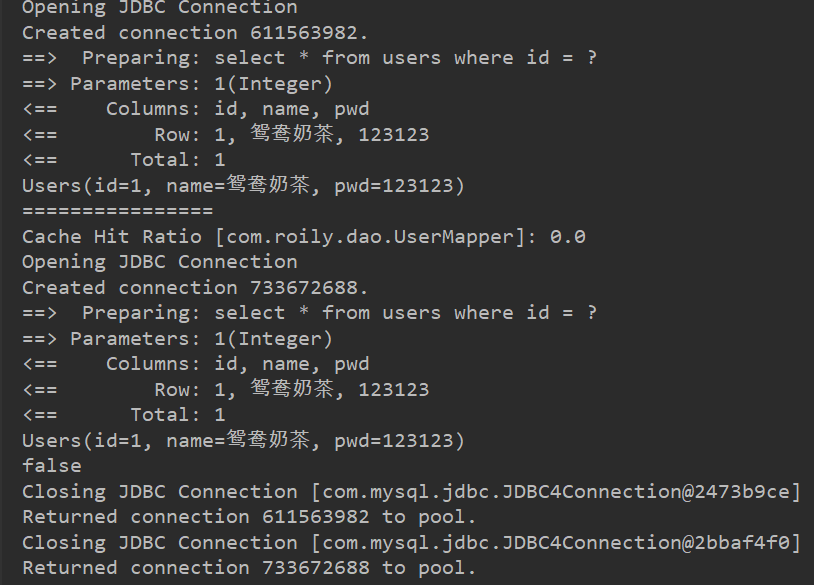 Opening JDBC Connection
Created connection 611563982.
==>  Preparing: select * from users where id = ?
==> Parameters: 1(Integer)
<==    Columns: id, name, pwd
<==        Row: 1, 鸳鸯奶茶, 123123
<==      Total: 1
Users(id=1, name=鸳鸯奶茶, pwd=123123)
================
Cache Hit Ratio [com.roily.dao.UserMapper]: 0.0
Opening JDBC Connection
Created connection 733672688.
==>  Preparing: select * from users where id = ?
==> Parameters: 1(Integer)
<==    Columns: id, name, pwd
<==        Row: 1, 鸳鸯奶茶, 123123
<==      Total: 1
Users(id=1, name=鸳鸯奶茶, pwd=123123)
false
Closing JDBC Connection [com.mysql.jdbc.JDBC4Connection@2473b9ce]
Returned connection 611563982 to pool.
Closing JDBC Connection [com.mysql.jdbc.JDBC4Connection@2bbaf4f0]
Returned connection 733672688 to pool.